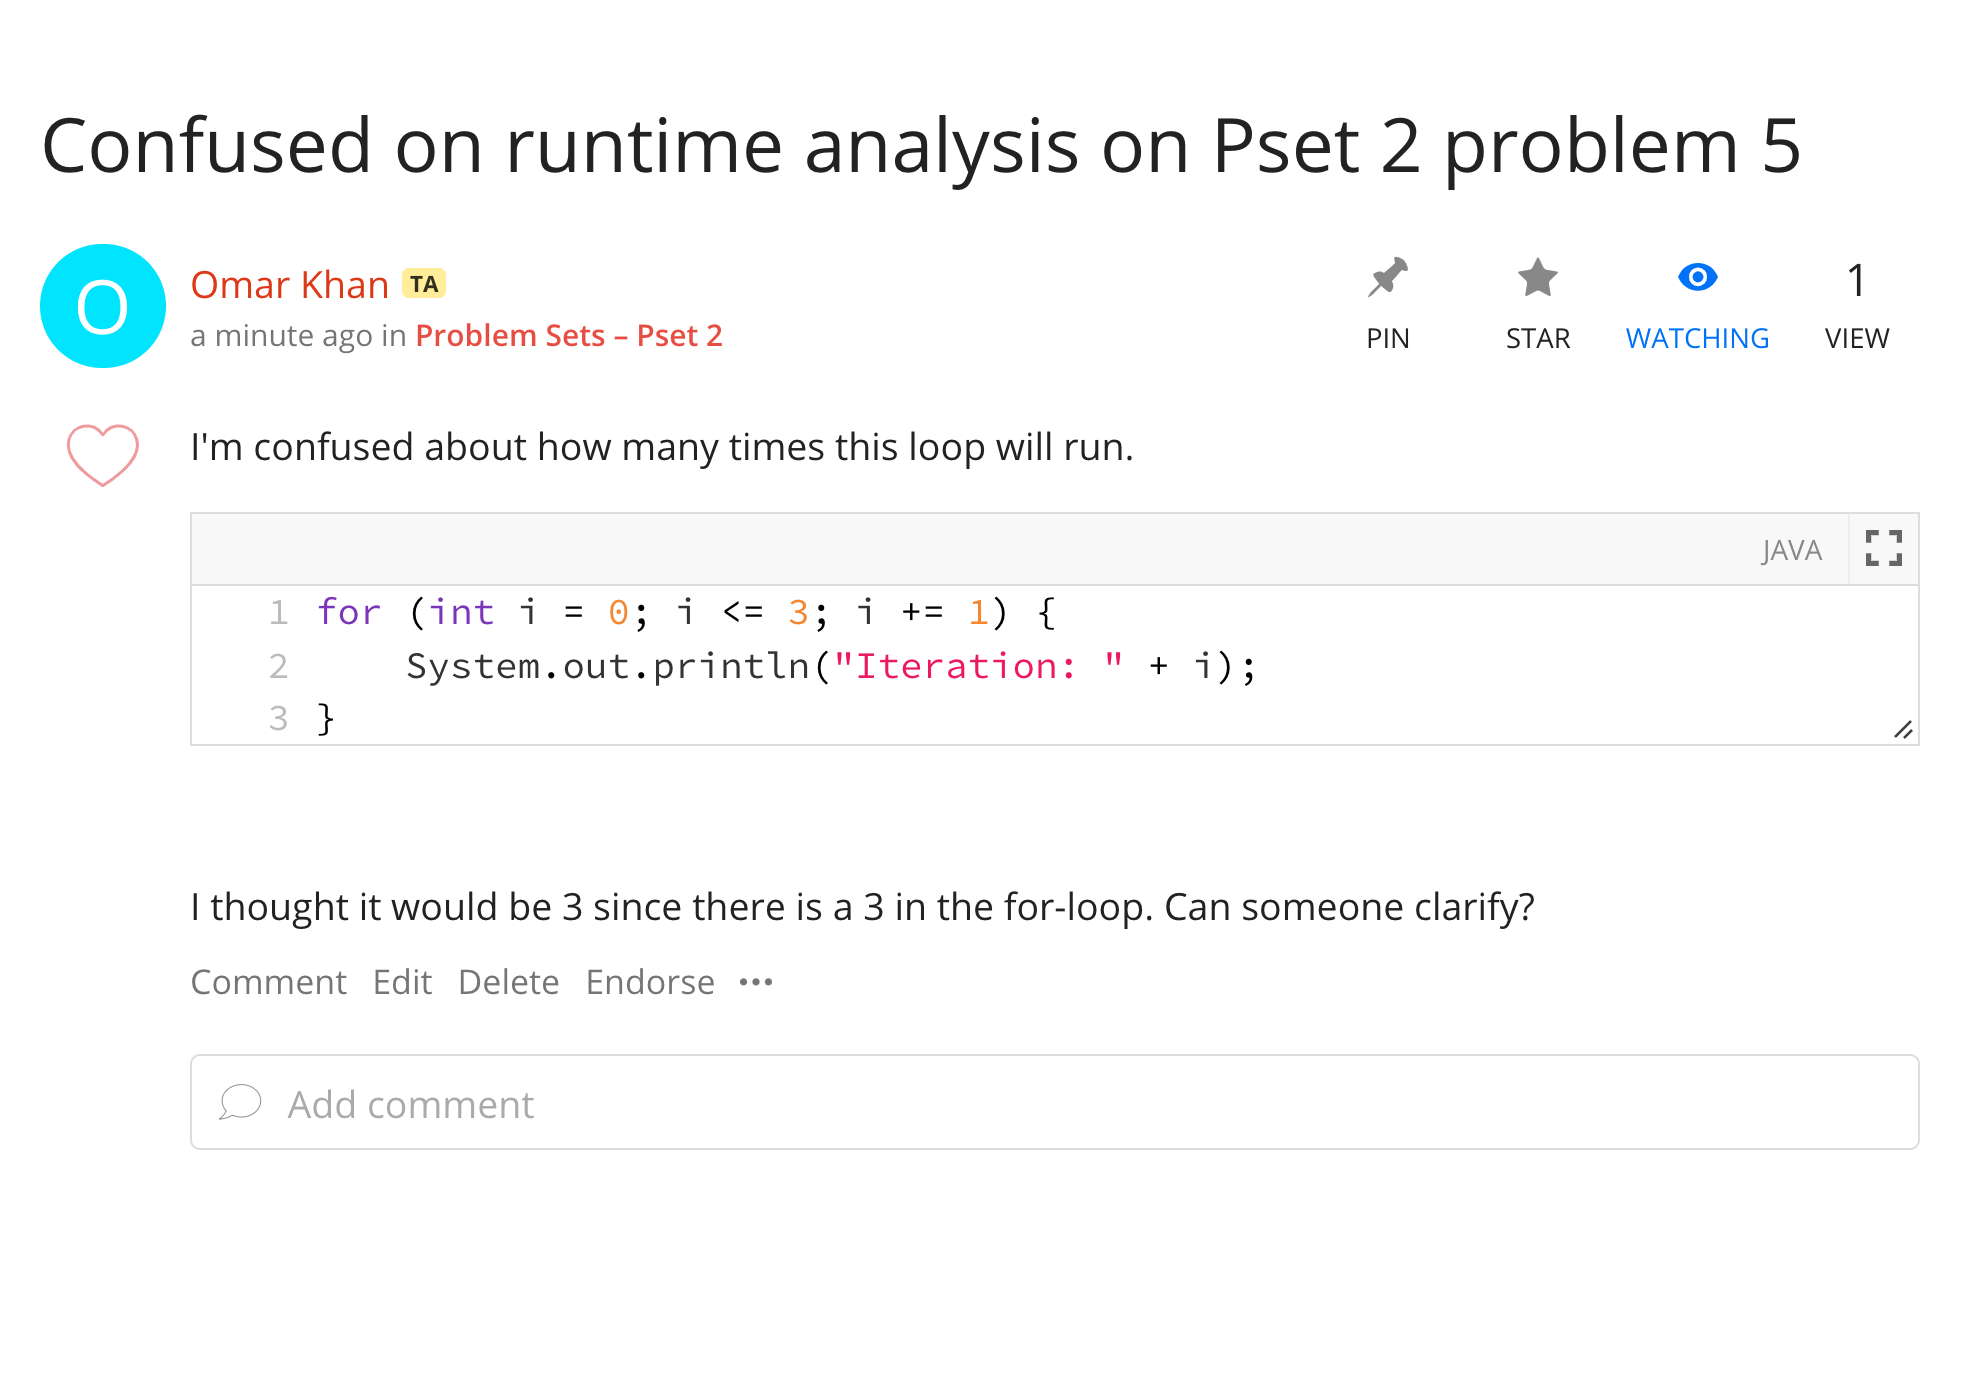 Confused on runtime analysis on Pset 2 problem 5
O
Omar Khan TA
a minute ago in Problem Sets – Pset 2
PIN
STAR
WATCHING
1
VIEW
I'm confused about how many times this loop will run.
JAVA
1 for (int i = 0; i <= 3; i += 1) {
2     System.out.println("Iteration: " + i);
3 }
I thought it would be 3 since there is a 3 in the for-loop. Can someone clarify?
Comment Edit Delete Endorse •••
Add comment